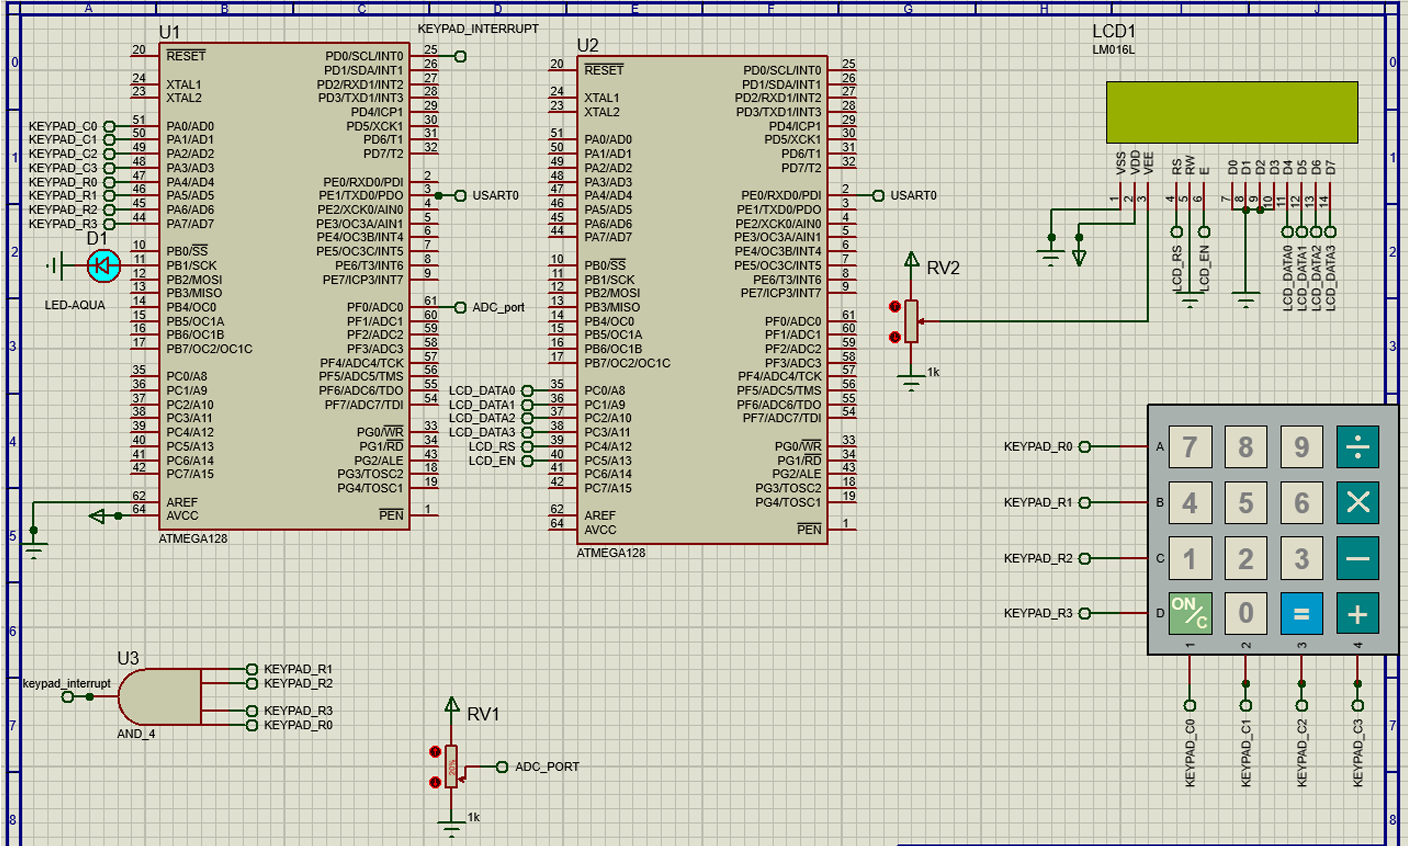 A B C D E F G H J
0
1
2
3
4
5
6
7
8
U1
20 RESET
24 XTAL1
23 XTAL2
KEYPAD_C0 51 PA0/AD0
KEYPAD_C1 50 PA1/AD1
KEYPAD_C2 49 PA2/AD2
KEYPAD_C3 48 PA3/AD3
KEYPAD_R0 47 PA4/AD4
KEYPAD_R1 46 PA5/AD5
KEYPAD_R2 45 PA6/AD6
KEYPAD_R3 44 PA7/AD7
D1
LED-AQUA
10 PB0/SS
11 PB1/SCK
12 PB2/MOSI
13 PB3/MISO
14 PB4/OC0
15 PB5/OC1A
16 PB6/OC1B
17 PB7/OC2/OC1C
35 PC0/A8
36 PC1/A9
37 PC2/A10
38 PC3/A11
39 PC4/A12
40 PC5/A13
41 PC6/A14
42 PC7/A15
62 AREF
64 AVCC
KEYPAD_INTERRUPT
PD0/SCL/INT0 25
PD1/SDA/INT1 26
PD2/RXD1/INT2 27
PD3/TXD1/INT3 28
PD4/ICP1 29
PD5/XCK1 30
PD6/T1 31
PD7/T2 32
PE0/RXD0/PDI 2
PE1/TXD0/PDO 3 USART0
PE2/XCK0/AIN0 4
PE3/OC3A/AIN1 5
PE4/OC3B/INT4 6
PE5/OC3C/INT5 7
PE6/T3/INT6 8
PE7/ICP3/INT7 9
PF0/ADC0 61 ADC_port
PF1/ADC1 60
PF2/ADC2 59
PF3/ADC3 58
PF4/ADC4/TCK 57
PF5/ADC5/TMS 56
PF6/ADC6/TDO 55
PF7/ADC7/TDI 54
PG0/WR 33
PG1/RD 34
PG2/ALE 43
PG3/TOSC2 18
PG4/TOSC1 19
PEN 1
ATMEGA128
U2
20 RESET
24 XTAL1
23 XTAL2
51 PA0/AD0
50 PA1/AD1
49 PA2/AD2
48 PA3/AD3
47 PA4/AD4
46 PA5/AD5
45 PA6/AD6
44 PA7/AD7
10 PB0/SS
11 PB1/SCK
12 PB2/MOSI
13 PB3/MISO
14 PB4/OC0
15 PB5/OC1A
16 PB6/OC1B
17 PB7/OC2/OC1C
LCD_DATA0 35 PC0/A8
LCD_DATA1 36 PC1/A9
LCD_DATA2 37 PC2/A10
LCD_DATA3 38 PC3/A11
LCD_RS 39 PC4/A12
LCD_EN 40 PC5/A13
41 PC6/A14
42 PC7/A15
62 AREF
64 AVCC
PD0/SCL/INT0 25
PD1/SDA/INT1 26
PD2/RXD1/INT2 27
PD3/TXD1/INT3 28
PD4/ICP1 29
PD5/XCK1 30
PD6/T1 31
PD7/T2 32
PE0/RXD0/PDI 2 USART0
PE1/TXD0/PDO 3
PE2/XCK0/AIN0 4
PE3/OC3A/AIN1 5
PE4/OC3B/INT4 6
PE5/OC3C/INT5 7
PE6/T3/INT6 8
PE7/ICP3/INT7 9
PF0/ADC0 61
PF1/ADC1 60
PF2/ADC2 59
PF3/ADC3 58
PF4/ADC4/TCK 57
PF5/ADC5/TMS 56
PF6/ADC6/TDO 55
PF7/ADC7/TDI 54
PG0/WR 33
PG1/RD 34
PG2/ALE 43
PG3/TOSC2 18
PG4/TOSC1 19
PEN 1
ATMEGA128
RV2
1k
LCD1
LM016L
VSS VDD VEE RS RW E D0 D1 D2 D3 D4 D5 D6 D7
1 2 3 4 5 6 7 8 9 10 11 12 13 14
LCD_RS
LCD_EN
LCD_DATA0
LCD_DATA1
LCD_DATA2
LCD_DATA3
KEYPAD_R0 A 7 8 9 ÷
KEYPAD_R1 B 4 5 6 ×
KEYPAD_R2 C 1 2 3 −
KEYPAD_R3 D ON/C 0 = +
1 2 3 4
KEYPAD_C0
KEYPAD_C1
KEYPAD_C2
KEYPAD_C3
U3
keypad_interrupt
KEYPAD_R1
KEYPAD_R2
KEYPAD_R3
KEYPAD_R0
AND_4
RV1
ADC_PORT
1k
0
1
2
3
4
5
6
7
8